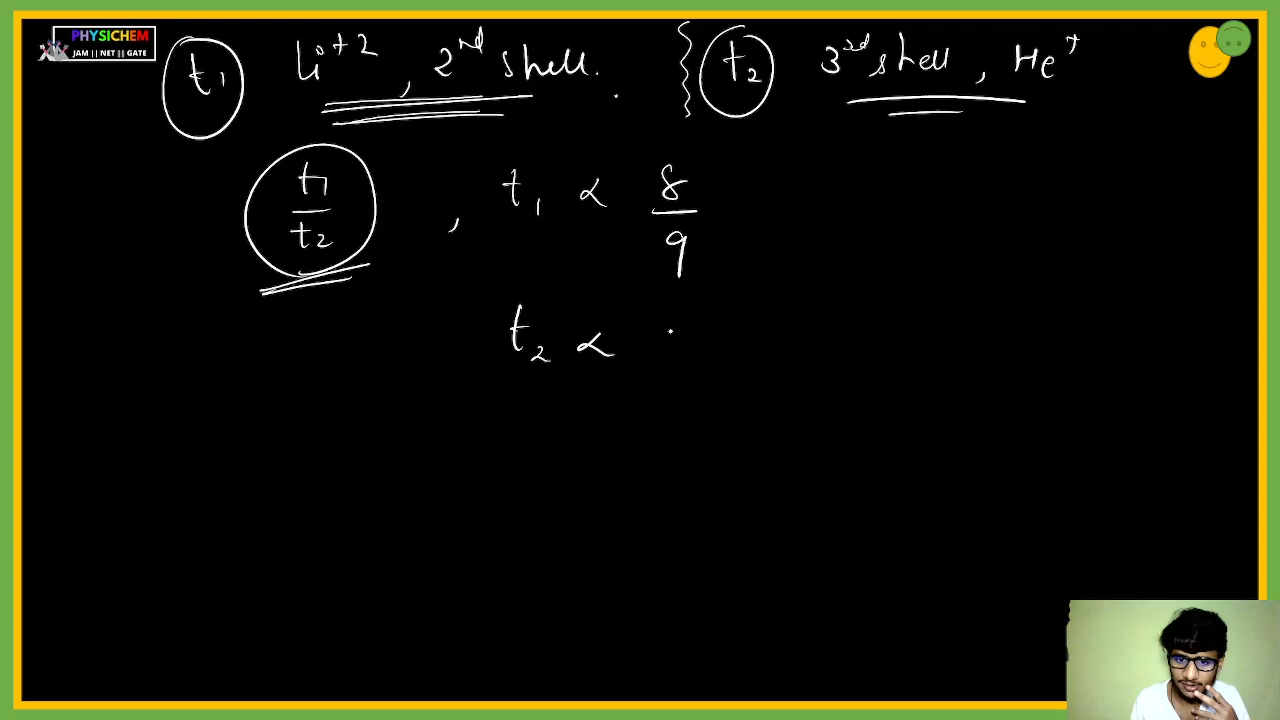 PHYSICHEM
JAM || NET || GATE
t₁ Li⁺², 2ⁿᵈ shell. } t₂ 3ʳᵈ shell, He⁺
t₁/t₂ , t₁ ∝ 8/9
t₂ ∝